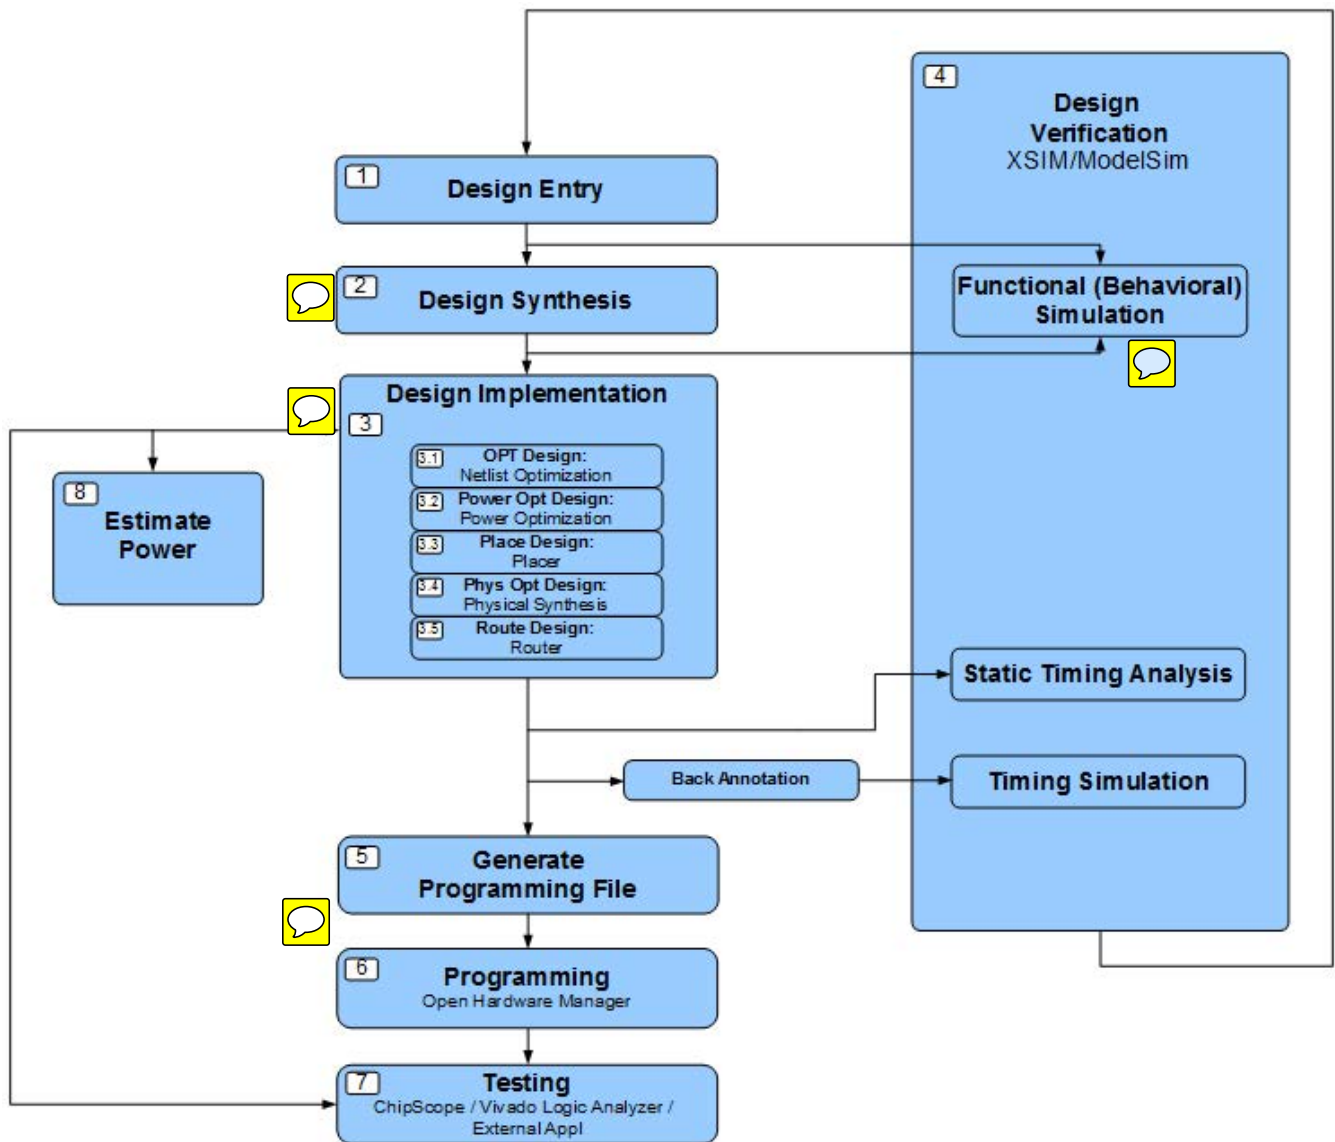 4
Design
Verification
XSIM/ModelSim
1
Design Entry
2
Design Synthesis
Functional (Behavioral)
Simulation
Design Implementation
3
3.1
OPT Design:
Netlist Optimization
3.2
Power Opt Design:
Power Optimization
3.3
Place Design:
Placer
3.4
Phys Opt Design:
Physical Synthesis
3.5
Route Design:
Router
8
Estimate
Power
Static Timing Analysis
Back Annotation
Timing Simulation
5
Generate
Programming File
6
Programming
Open Hardware Manager
7
Testing
ChipScope / Vivado Logic Analyzer /
External Appl